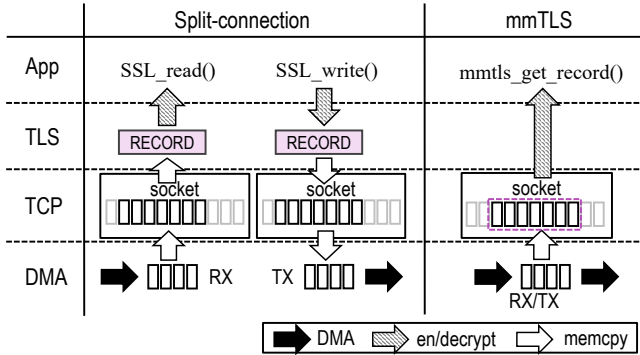 Split-connection mmTLS
App SSL_read() SSL_write() mmtls_get_record()
TLS RECORD RECORD
socket socket socket
TCP
DMA RX TX
RX/TX
DMA en/decrypt memcpy